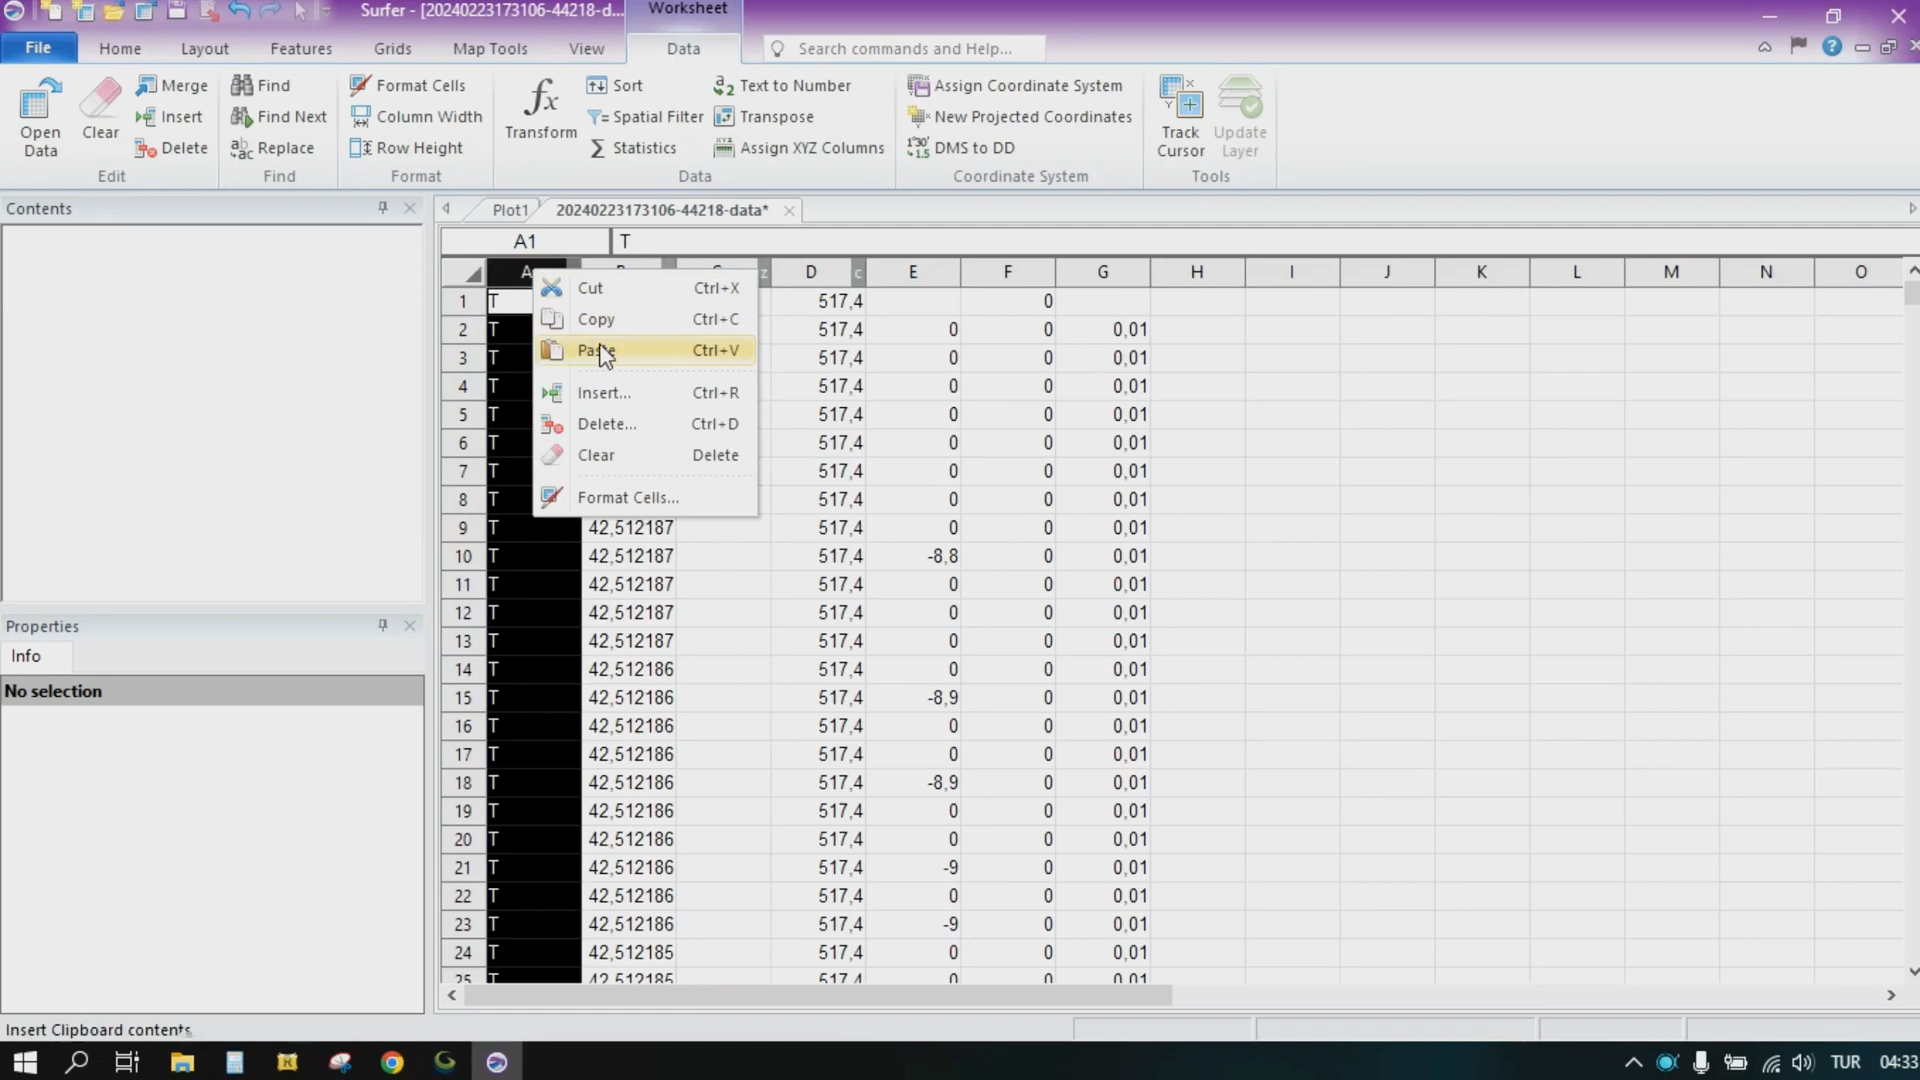 Surfer - [20240223173106-44218-d...
Worksheet
File Home Layout Features Grids Map Tools View Data Search commands and Help...
Open Data
Clear
Merge
Insert
Delete
Edit
Find
Find Next
Replace
Find
Format Cells
Column Width
Row Height
Format
Transform
Sort
Spatial Filter
Statistics
Text to Number
Transpose
Assign XYZ Columns
Data
Assign Coordinate System
New Projected Coordinates
DMS to DD
Coordinate System
Track Cursor
Update Layer
Tools
Contents
Plot1 20240223173106-44218-data*
A1 T
A z D c E F G H I J K L M N O
1 T 517,4 0
2 T 517,4 0 0 0,01
3 T 517,4 0 0 0,01
4 T 517,4 0 0 0,01
5 T 517,4 0 0 0,01
6 T 517,4 0 0 0,01
7 T 517,4 0 0 0,01
8 T 517,4 0 0 0,01
9 T 42,512187 517,4 0 0 0,01
10 T 42,512187 517,4 -8,8 0 0,01
11 T 42,512187 517,4 0 0 0,01
12 T 42,512187 517,4 0 0 0,01
13 T 42,512187 517,4 0 0 0,01
14 T 42,512186 517,4 0 0 0,01
15 T 42,512186 517,4 -8,9 0 0,01
16 T 42,512186 517,4 0 0 0,01
17 T 42,512186 517,4 0 0 0,01
18 T 42,512186 517,4 -8,9 0 0,01
19 T 42,512186 517,4 0 0 0,01
20 T 42,512186 517,4 0 0 0,01
21 T 42,512186 517,4 -9 0 0,01
22 T 42,512186 517,4 0 0 0,01
23 T 42,512186 517,4 -9 0 0,01
24 T 42,512185 517,4 0 0 0,01
25 T 42,512185 517,4 0 0 0,01
Cut Ctrl+X
Copy Ctrl+C
Paste Ctrl+V
Insert... Ctrl+R
Delete... Ctrl+D
Clear Delete
Format Cells...
Properties
Info
No selection
Insert Clipboard contents
TUR 04:33